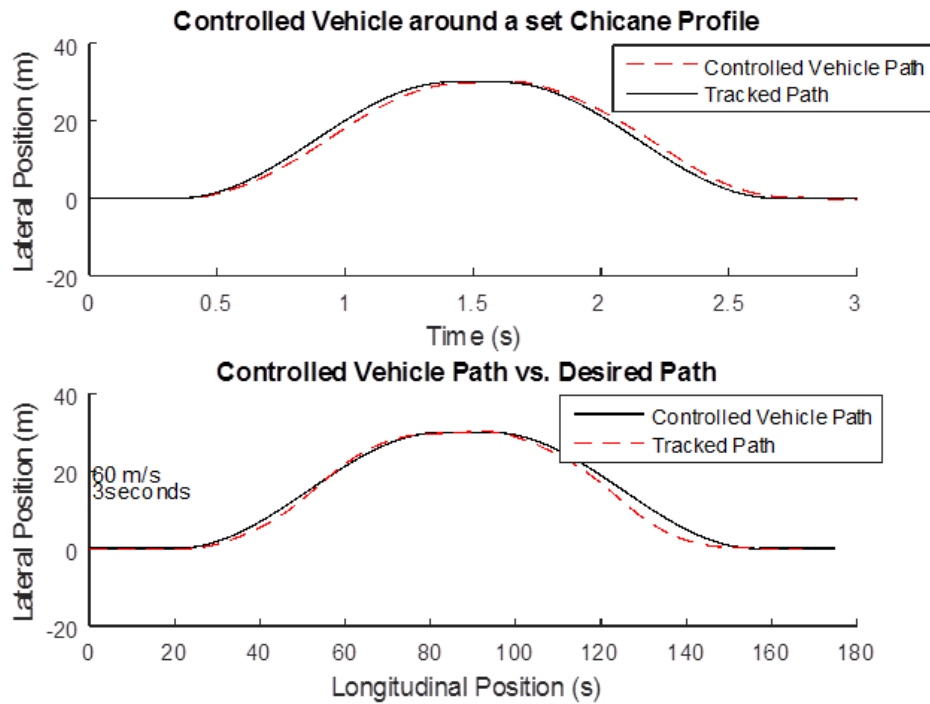 Controlled Vehicle around a set Chicane Profile
40
20
0
-20
Lateral Position (m)
Controlled Vehicle Path
Tracked Path
0 0.5 1 1.5 2 2.5 3
Time (s)
Controlled Vehicle Path vs. Desired Path
40
20
0
-20
Lateral Position (m)
Controlled Vehicle Path
Tracked Path
60 m/s
3seconds
0 20 40 60 80 100 120 140 160 180
Longitudinal Position (s)